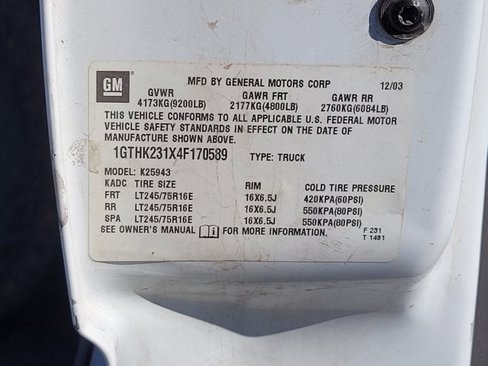 GM
MFD BY GENERAL MOTORS CORP 12/03
GVWR GAWR FRT GAWR RR
4173KG(9200LB) 2177KG(4800LB) 2760KG(6084LB)
THIS VEHICLE CONFORMS TO ALL APPLICABLE U.S. FEDERAL MOTOR
VEHICLE SAFETY STANDARDS IN EFFECT ON THE DATE OF
MANUFACTURE SHOWN ABOVE.
1GTHK231X4F170589 TYPE: TRUCK
MODEL: K25943
KADC TIRE SIZE RIM COLD TIRE PRESSURE
FRT LT245/75R16E 16X6.5J 420KPA(60PSI)
RR LT245/75R16E 16X6.5J 550KPA(80PSI)
SPA LT245/75R16E 16X6.5J 550KPA(80PSI)
SEE OWNER'S MANUAL FOR MORE INFORMATION. F 231
T 1481